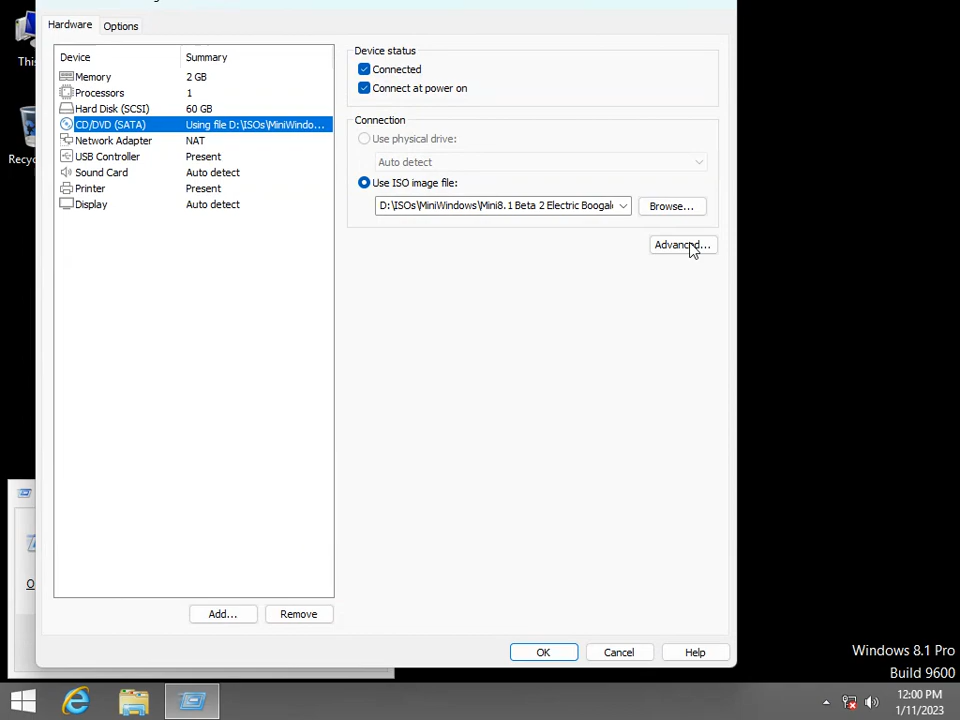 Hardware
Options
Device Summary
Memory 2 GB
Processors 1
Hard Disk (SCSI) 60 GB
CD/DVD (SATA) Using file D:\ISOs\MiniWindo...
Network Adapter NAT
USB Controller Present
Sound Card Auto detect
Printer Present
Display Auto detect
Add...
Remove
Device status
Connected
Connect at power on
Connection
Use physical drive:
Auto detect
Use ISO image file:
D:\ISOs\MiniWindows\Mini8.1 Beta 2 Electric Boogal
Browse...
Advanced...
OK
Cancel
Help
Windows 8.1 Pro
Build 9600
12:00 PM
1/11/2023